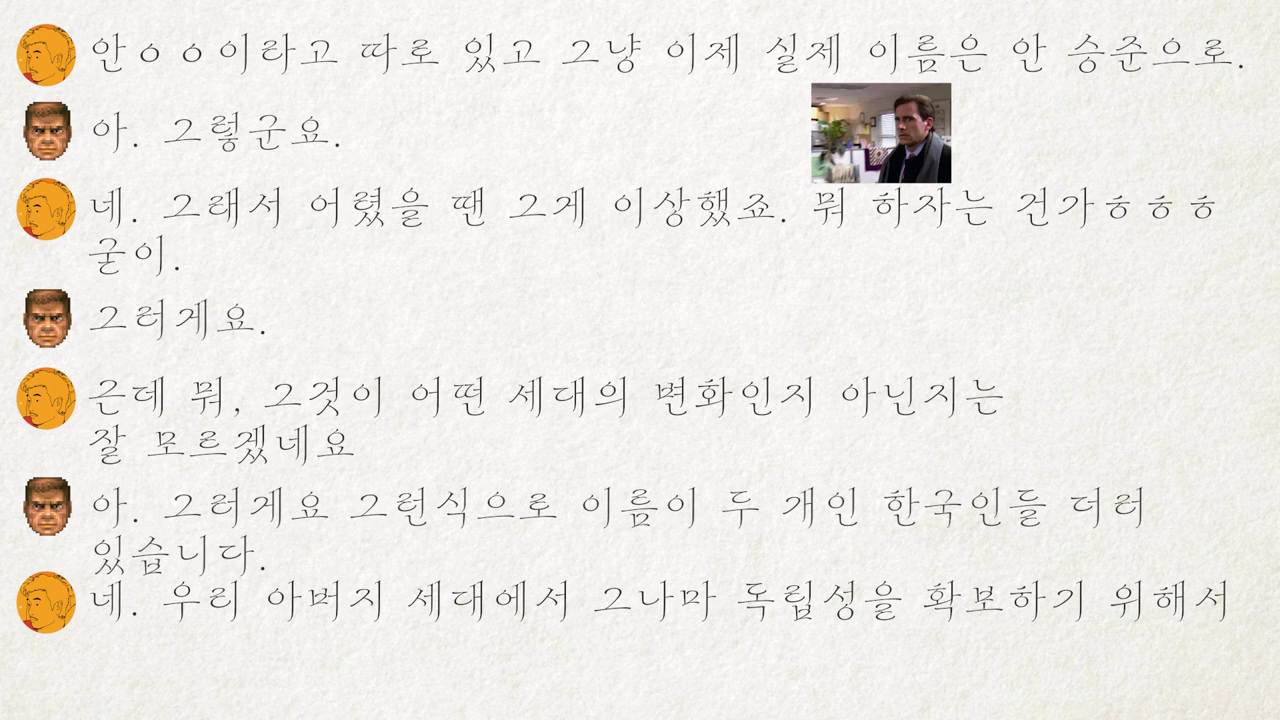 안ㅇㅇ이라고 따로 있고 그냥 이제 실제 이름은 안 승준으로.
아. 그렇군요.
네. 그래서 어렸을 땐 그게 이상했죠. 뭐 하자는 건가ㅎㅎㅎ
굳이.
그러게요.
근데 뭐, 그것이 어떤 세대의 변화인지 아닌지는
잘 모르겠네요
아. 그러게요 그런식으로 이름이 두 개인 한국인들 더러
있습니다.
네. 우리 아버지 세대에서 그나마 독립성을 확보하기 위해서